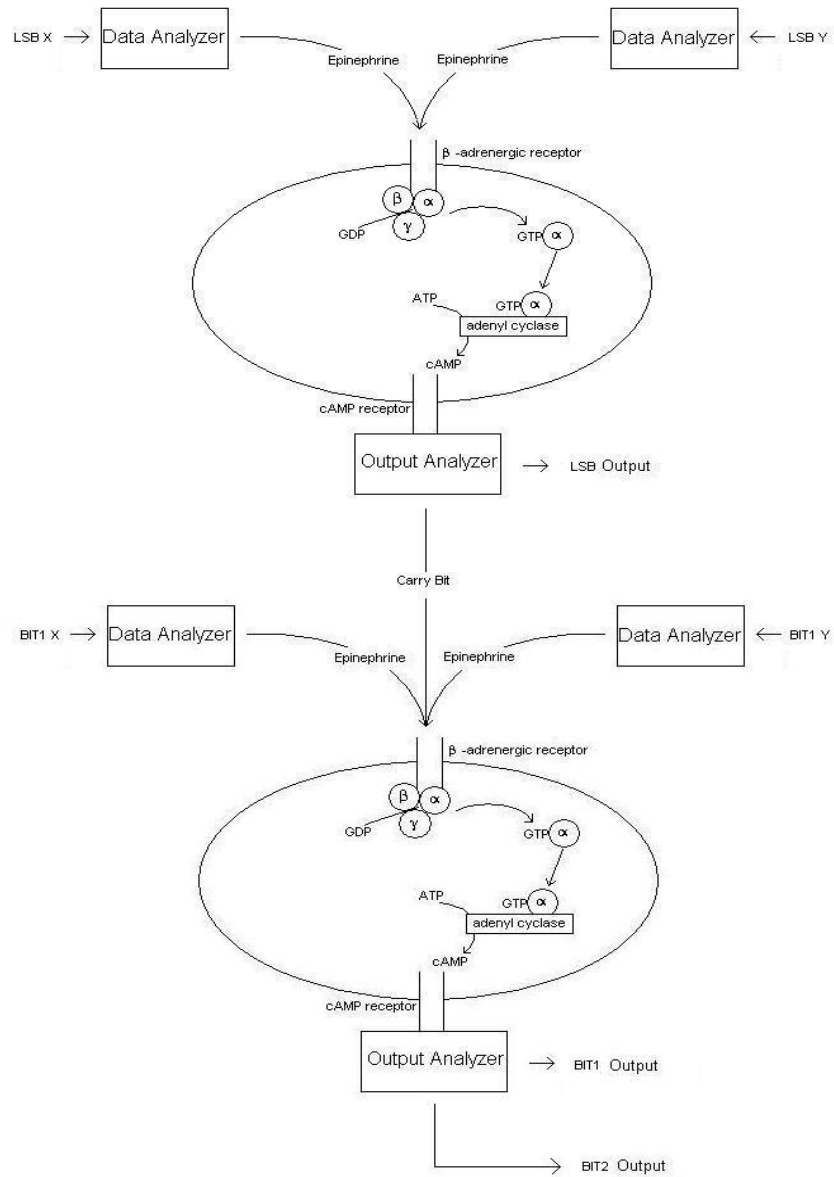 LSB X
Data Analyzer
Data Analyzer
LSB Y
Epinephrine
Epinephrine
β -adrenergic receptor
β
α
γ
GDP
GTP
α
ATP
GTP
α
adenyl cyclase
cAMP
cAMP receptor
Output Analyzer
LSB Output
Carry Bit
BIT1 X
Data Analyzer
Data Analyzer
BIT1 Y
Epinephrine
Epinephrine
β -adrenergic receptor
β
α
γ
GDP
GTP
α
ATP
GTP
α
adenyl cyclase
cAMP
cAMP receptor
Output Analyzer
BIT1 Output
BIT2 Output